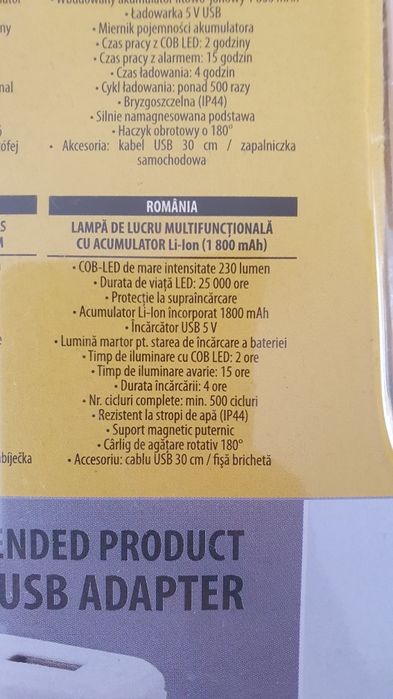 • Ładowarka 5 V USB
• Miernik pojemności akumulatora
• Czas pracy z COB LED: 2 godziny
• Czas pracy z alarmem: 15 godzin
• Czas ładowania: 4 godzin
• Cykl ładowania: ponad 500 razy
• Bryzgoszczelna (IP44)
• Silnie namagnesowana podstawa
• Haczyk obrotowy o 180°
• Akcesoria: kabel USB 30 cm / zapalniczka
samochodowa
ROMÂNIA
LAMPĂ DE LUCRU MULTIFUNCȚIONALĂ
CU ACUMULATOR Li-Ion (1 800 mAh)
• COB-LED de mare intensitate 230 lumen
• Durata de viață LED: 25 000 ore
• Protecție la supraîncărcare
• Acumulator Li-Ion încorporat 1800 mAh
• Încărcător USB 5 V
• Lumină martor pt. starea de încărcare a bateriei
• Timp de iluminare cu COB LED: 2 ore
• Timp de iluminare avarie: 15 ore
• Durata încărcării: 4 ore
• Nr. cicluri complete: min. 500 cicluri
• Rezistent la stropi de apă (IP44)
• Suport magnetic puternic
• Cârlig de agățare rotativ 180°
• Accesoriu: cablu USB 30 cm / fișă brichetă
ENDED PRODUCT
USB ADAPTER